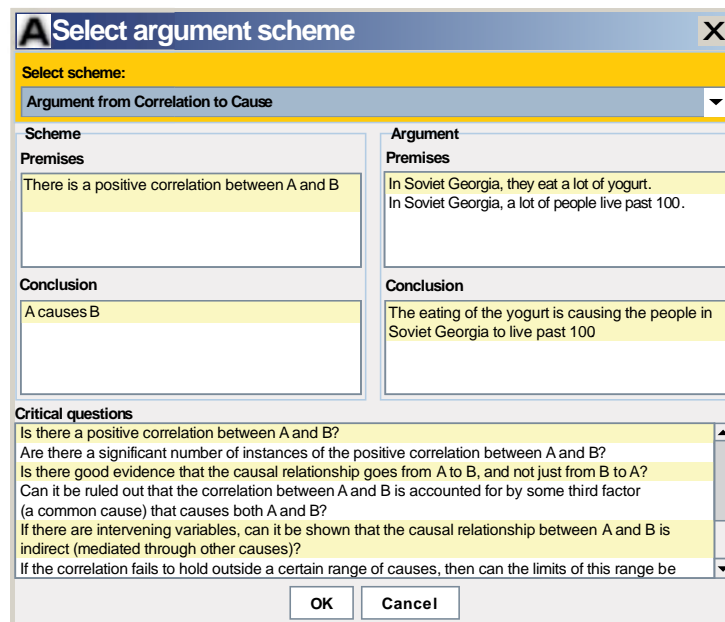 A Select argument scheme X
Select scheme:
Argument from Correlation to Cause
Scheme
Premises
There is a positive correlation between A and B
Conclusion
A causes B
Argument
Premises
In Soviet Georgia, they eat a lot of yogurt.
In Soviet Georgia, a lot of people live past 100.
Conclusion
The eating of the yogurt is causing the people in
Soviet Georgia to live past 100
Critical questions
Is there a positive correlation between A and B?
Are there a significant number of instances of the positive correlation between A and B?
Is there good evidence that the causal relationship goes from A to B, and not just from B to A?
Can it be ruled out that the correlation between A and B is accounted for by some third factor
(a common cause) that causes both A and B?
If there are intervening variables, can it be shown that the causal relationship between A and B is
indirect (mediated through other causes)?
If the correlation fails to hold outside a certain range of causes, then can the limits of this range be
OK Cancel